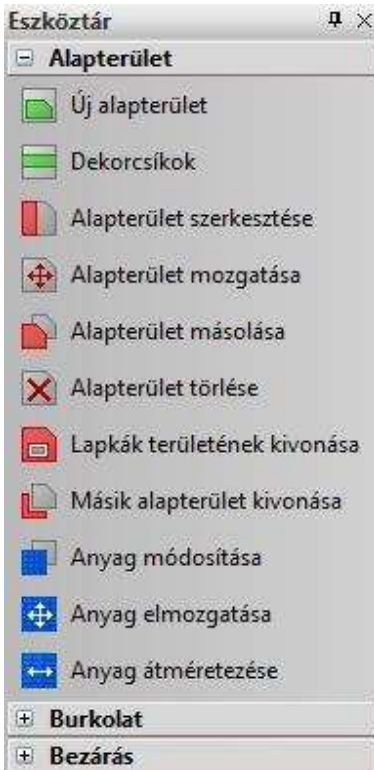 Eszköztár
Alapterület
Új alapterület
Dekorcsíkok
Alapterület szerkesztése
Alapterület mozgatása
Alapterület másolása
Alapterület törlése
Lapkák területének kivonása
Másik alapterület kivonása
Anyag módosítása
Anyag elmozgatása
Anyag átméretezése
Burkolat
Bezárás